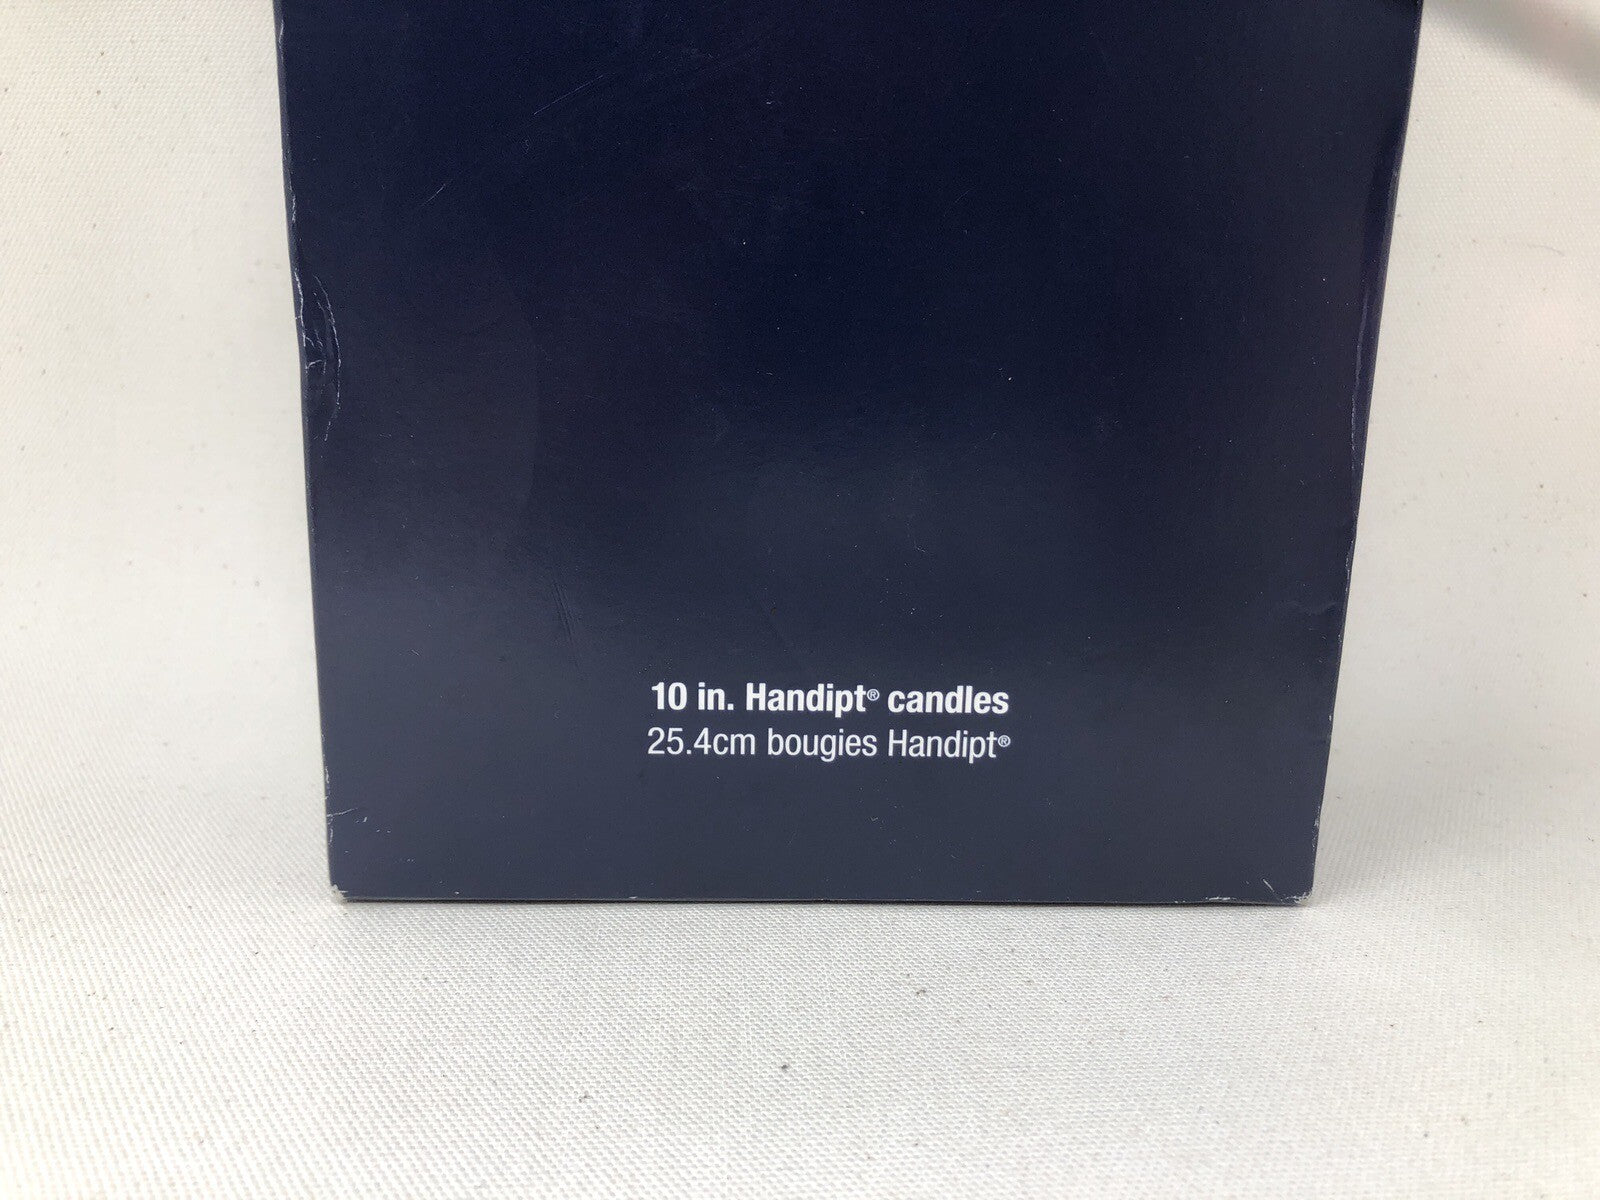 10 in. Handipt® candles
25.4cm bougies Handipt®